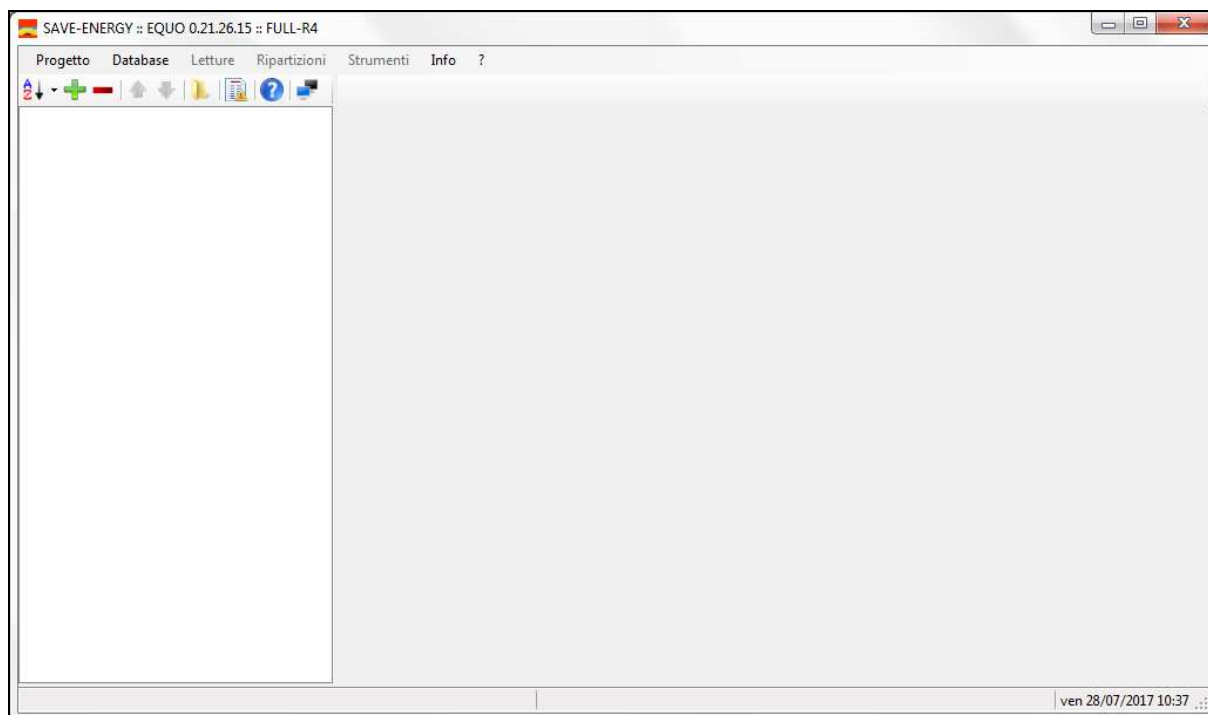 SAVE-ENERGY :: EQUO 0.21.26.15 :: FULL-R4
Progetto Database Letture Ripartizioni Strumenti Info ?
ven 28/07/2017 10:37